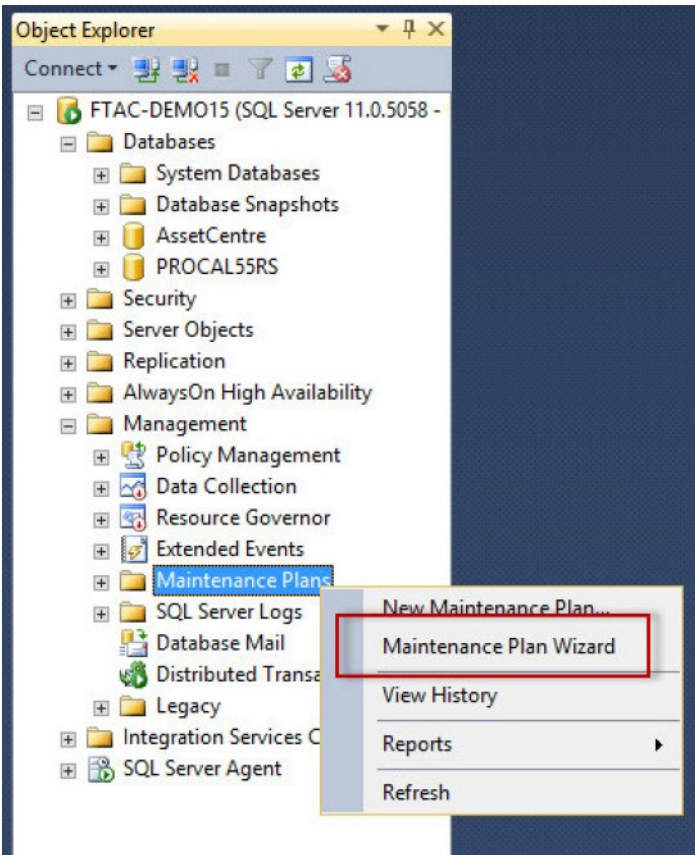 Object Explorer
Connect
FTAC-DEMO15 (SQL Server 11.0.5058 -
Databases
System Databases
Database Snapshots
AssetCentre
PROCAL55RS
Security
Server Objects
Replication
AlwaysOn High Availability
Management
Policy Management
Data Collection
Resource Governor
Extended Events
Maintenance Plans
SQL Server Logs
Database Mail
Distributed Transa
Legacy
Integration Services C
SQL Server Agent
New Maintenance Plan...
Maintenance Plan Wizard
View History
Reports
Refresh